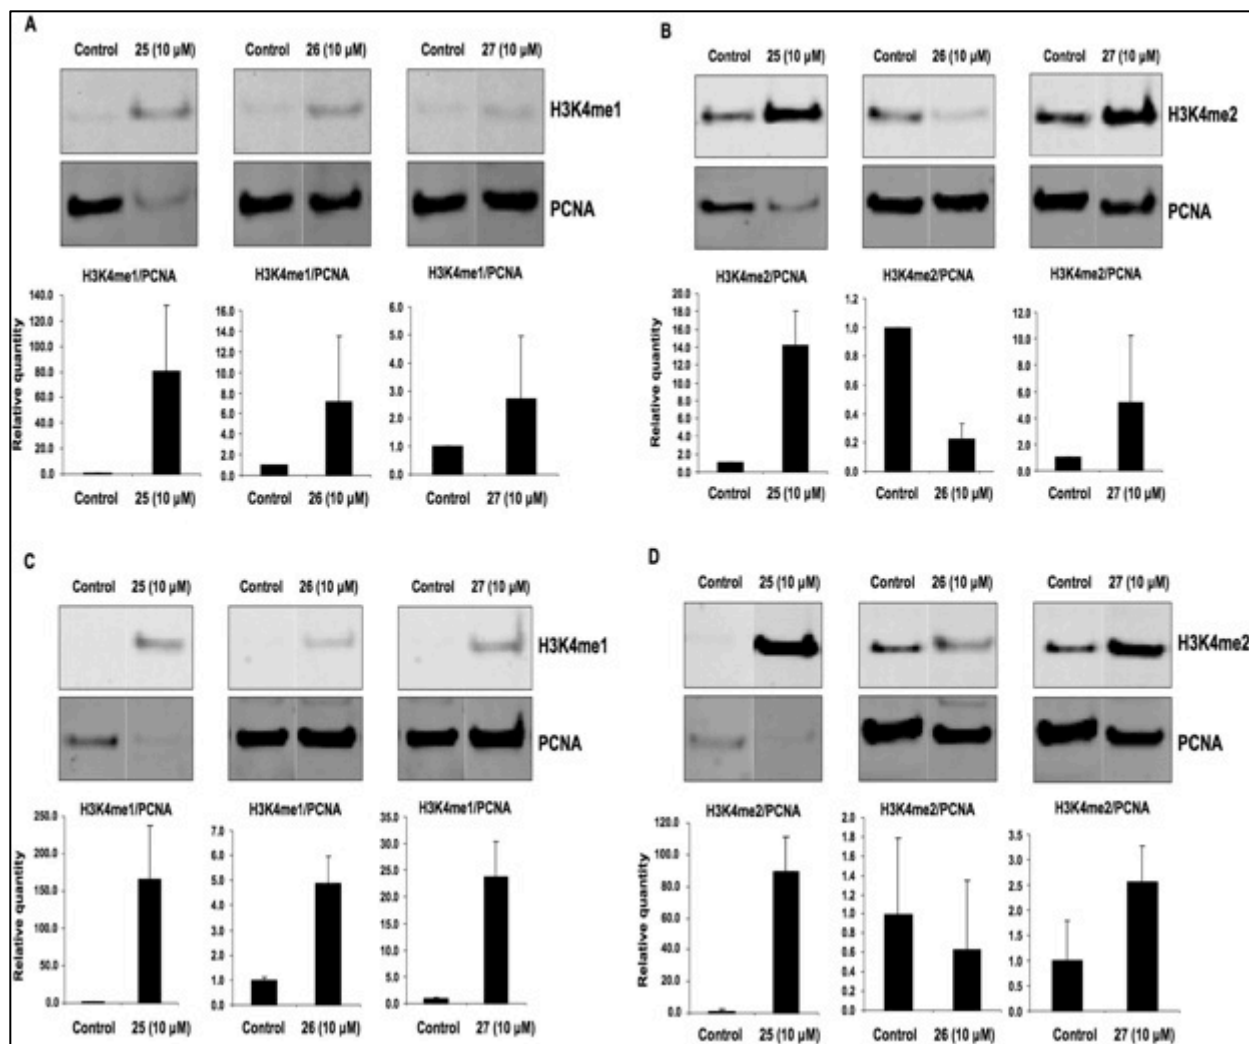 A
Control 25 (10 µM) Control 26 (10 µM) Control 27 (10 µM)
H3K4me1
PCNA
H3K4me1/PCNA H3K4me1/PCNA H3K4me1/PCNA
Relative quantity
140.0 120.0 100.0 80.0 60.0 40.0 20.0 0.0
16.0 14.0 12.0 10.0 8.0 6.0 4.0 2.0 0.0
6.0 5.0 4.0 3.0 2.0 1.0 0.0
Control 25 (10 µM) Control 26 (10 µM) Control 27 (10 µM)
B
Control 25 (10 µM) Control 26 (10 µM) Control 27 (10 µM)
H3K4me2
PCNA
H3K4me2/PCNA H3K4me2/PCNA H3K4me2/PCNA
Relative quantity
20.0 18.0 16.0 14.0 12.0 10.0 8.0 6.0 4.0 2.0 0.0
1.2 1.0 0.8 0.6 0.4 0.2 0.0
12.0 10.0 8.0 6.0 4.0 2.0 0.0
Control 25 (10 µM) Control 26 (10 µM) Control 27 (10 µM)
C
Control 25 (10 µM) Control 26 (10 µM) Control 27 (10 µM)
H3K4me1
PCNA
H3K4me1/PCNA H3K4me1/PCNA H3K4me1/PCNA
Relative quantity
250.0 200.0 150.0 100.0 50.0 0.0
7.0 6.0 5.0 4.0 3.0 2.0 1.0 0.0
35.0 30.0 25.0 20.0 15.0 10.0 5.0 0.0
Control 25 (10 µM) Control 26 (10 µM) Control 27 (10 µM)
D
Control 25 (10 µM) Control 26 (10 µM) Control 27 (10 µM)
H3K4me2
PCNA
H3K4me2/PCNA H3K4me2/PCNA H3K4me2/PCNA
Relative quantity
120.0 100.0 80.0 60.0 40.0 20.0 0.0
2.0 1.8 1.6 1.4 1.2 1.0 0.8 0.6 0.4 0.2 0.0
3.5 3.0 2.5 2.0 1.5 1.0 0.5 0.0
Control 25 (10 µM) Control 26 (10 µM) Control 27 (10 µM)